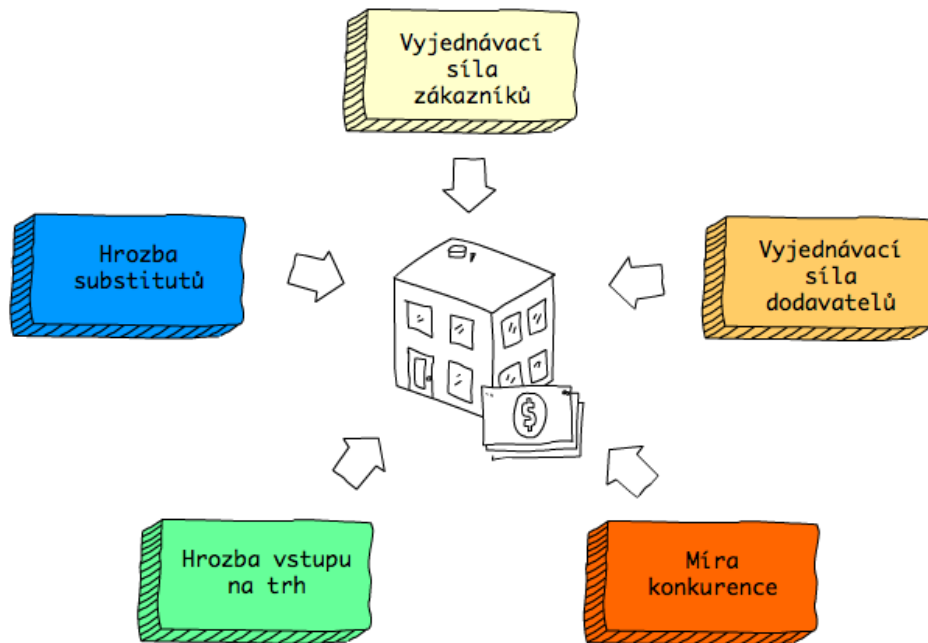 Vyjednávací
síla
zákazníků
Hrozba
substitutů
Vyjednávací
síla
dodavatelů
$
Hrozba vstupu
na trh
Míra
konkurence